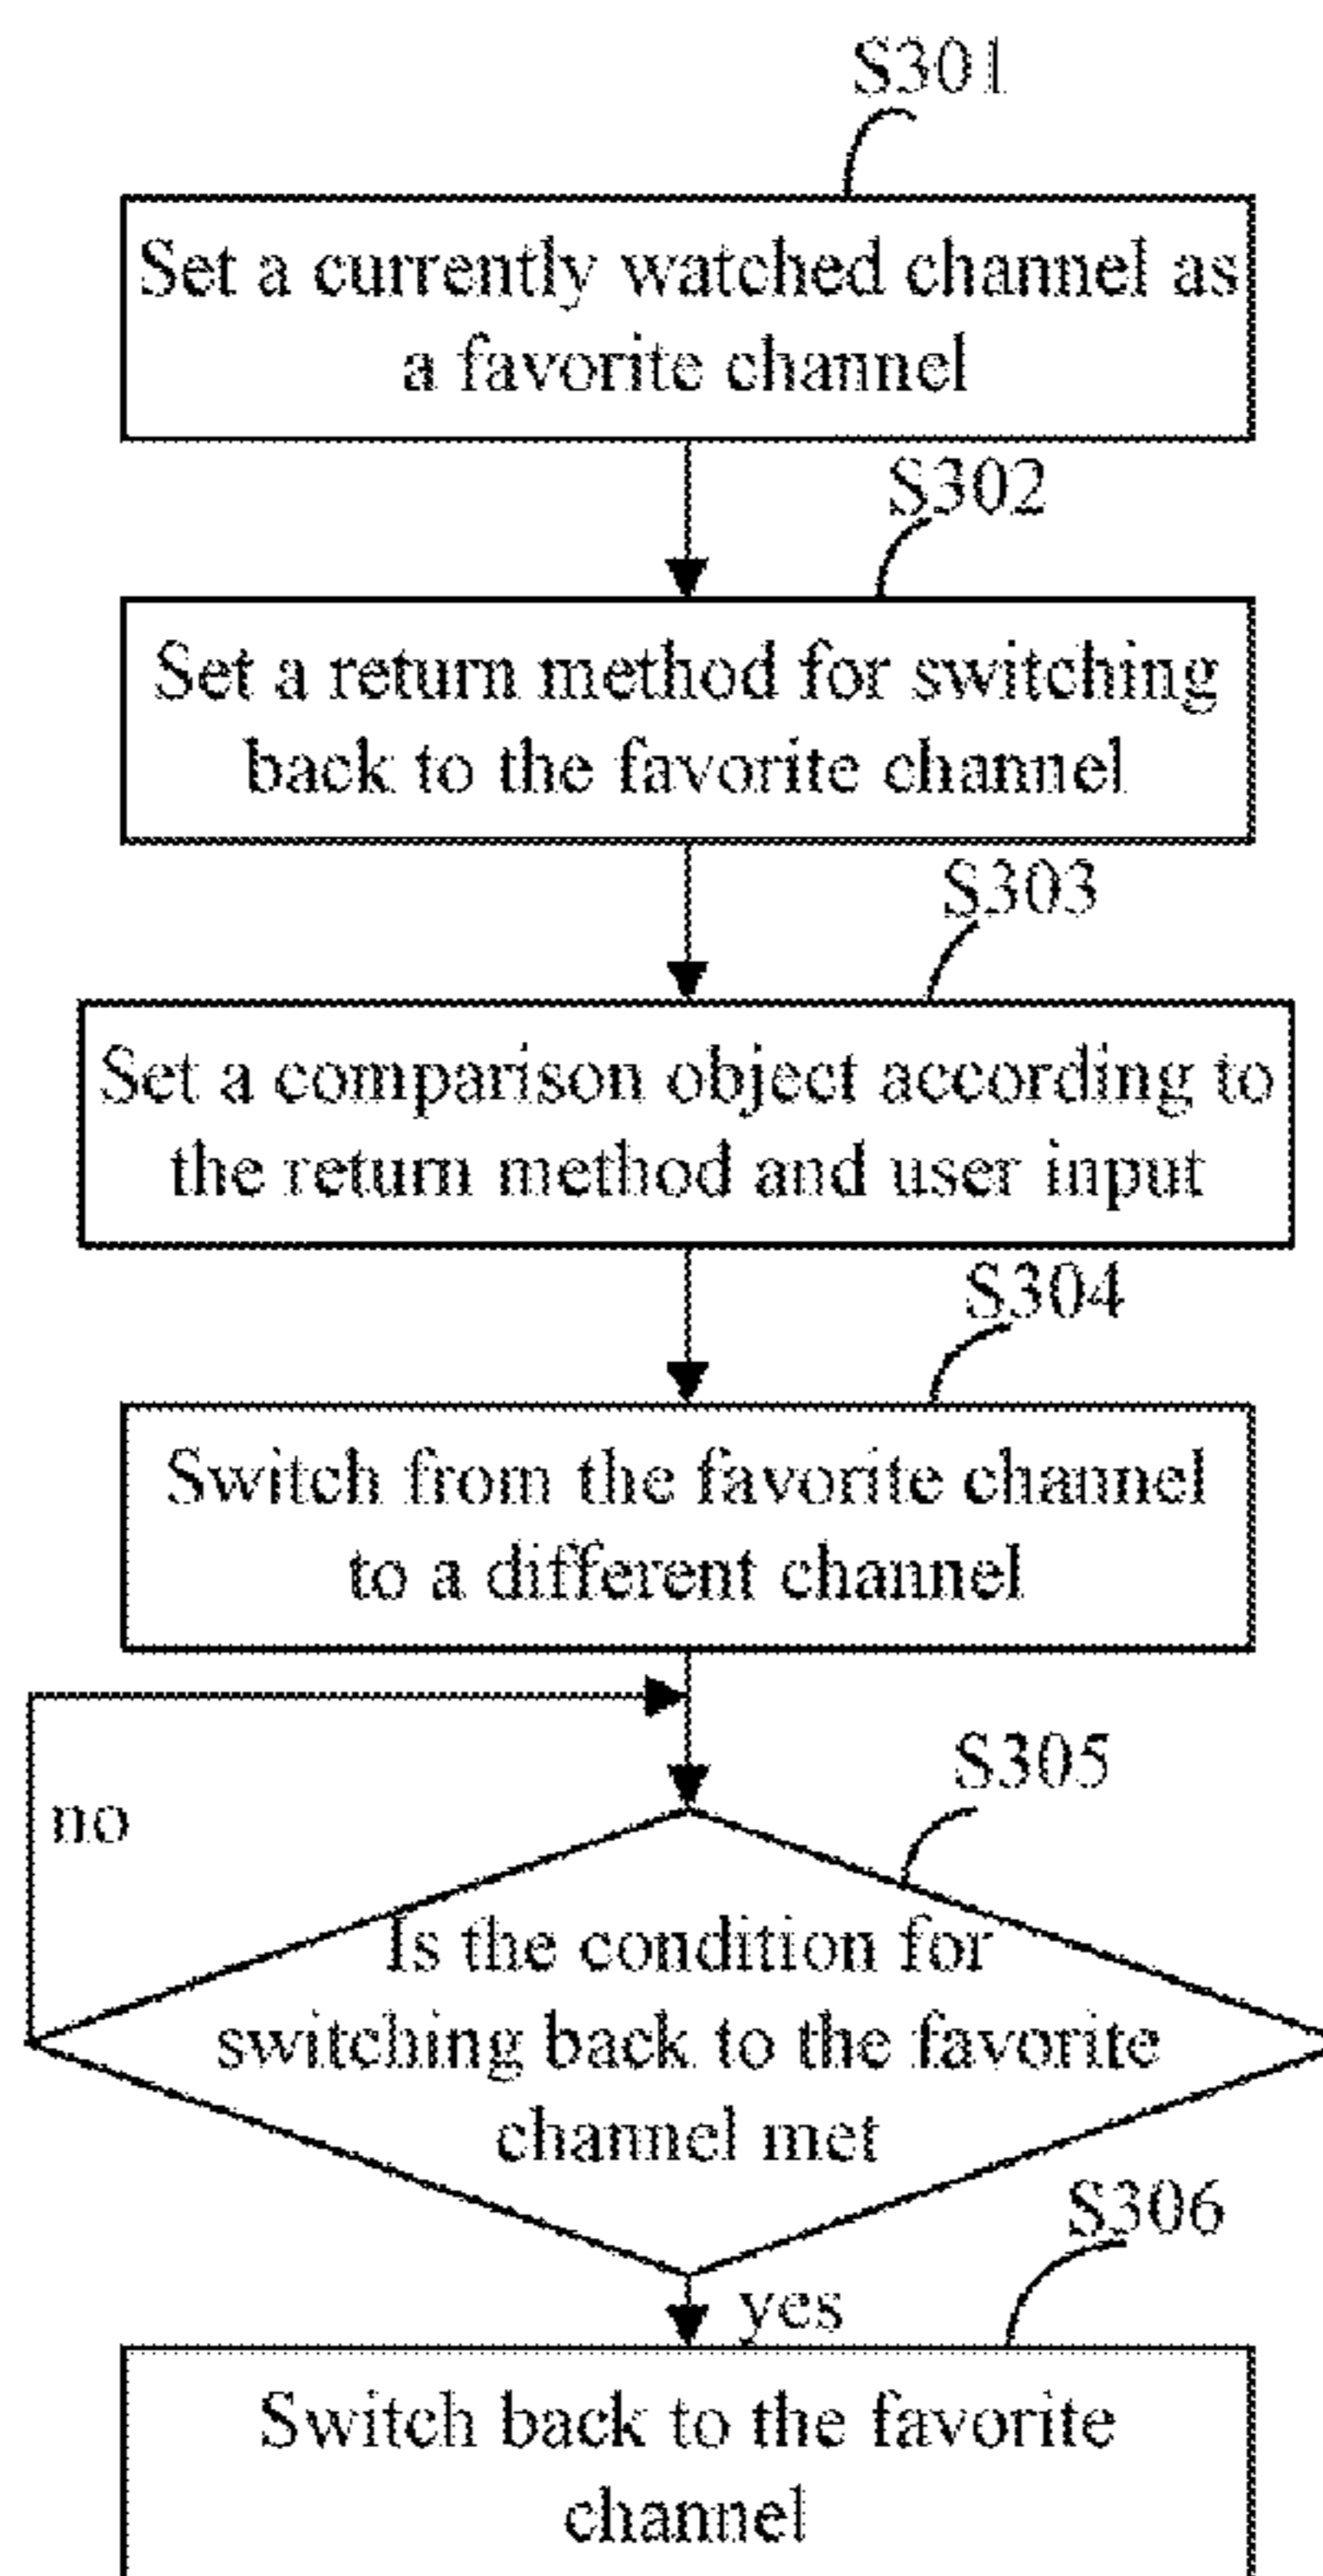 S301
Set a currently watched channel as
a favorite channel
S302
Set a return method for switching
back to the favorite channel
S303
Set a comparison object according to
the return method and user input
S304
Switch from the favorite channel
to a different channel
S305
no
Is the condition for
switching back to the favorite
channel met
S306
yes
Switch back to the favorite
channel